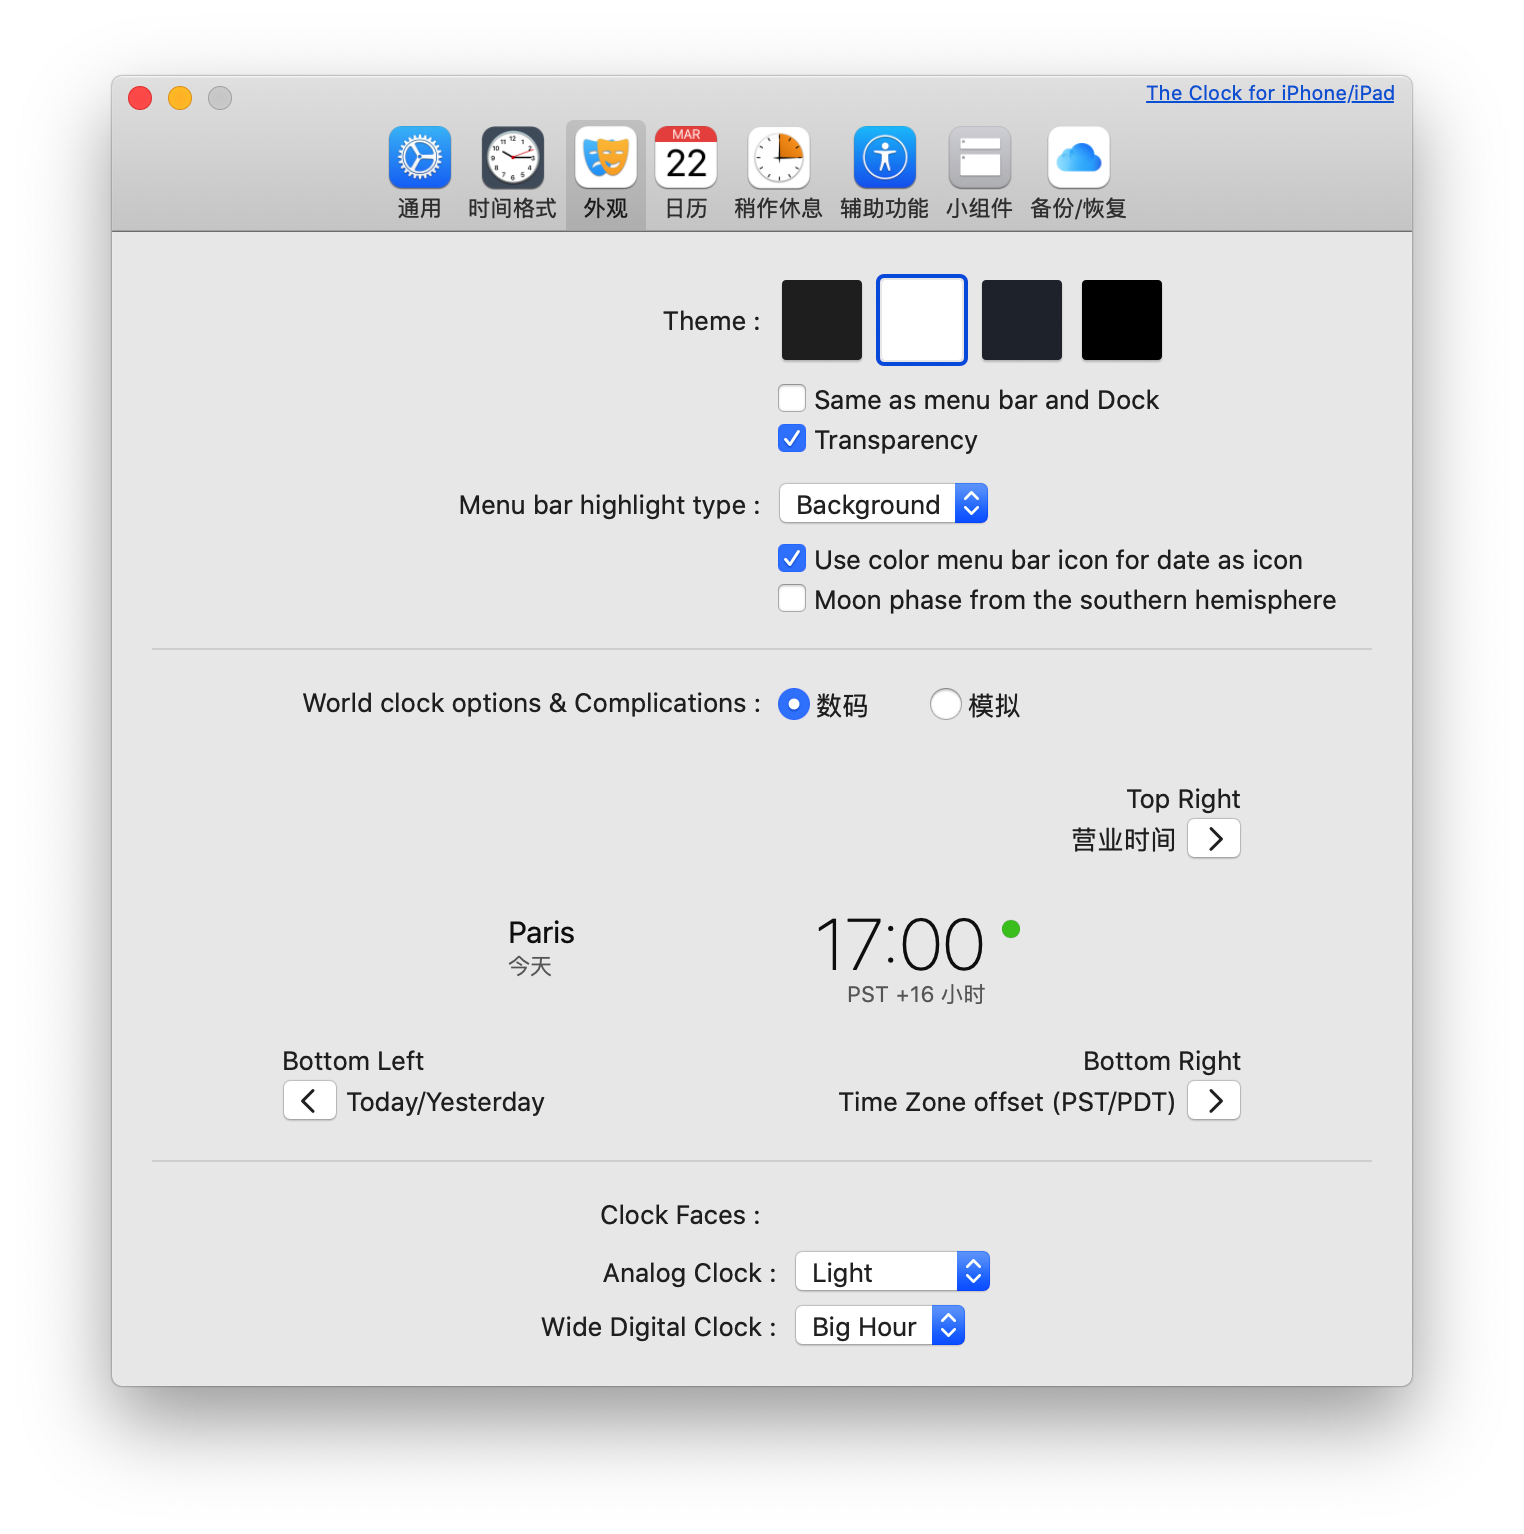 The Clock for iPhone/iPad
MAR
22
通用 时间格式 外观 日历 稍作休息 辅助功能 小组件 备份/恢复
Theme :
Same as menu bar and Dock
Transparency
Menu bar highlight type : Background
Use color menu bar icon for date as icon
Moon phase from the southern hemisphere
World clock options & Complications : 数码 模拟
Top Right
营业时间
Paris 17:00
今天
PST +16 小时
Bottom Left Bottom Right
Today/Yesterday Time Zone offset (PST/PDT)
Clock Faces :
Analog Clock : Light
Wide Digital Clock : Big Hour